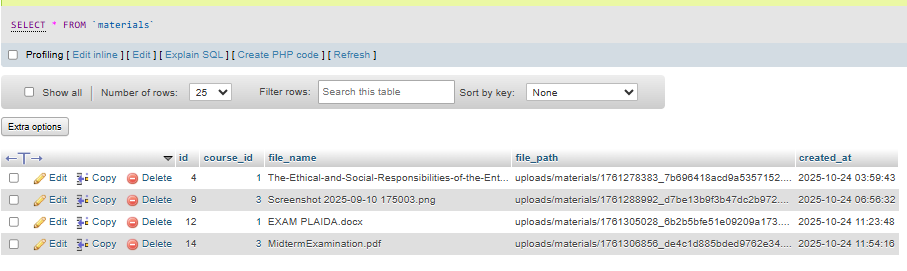 SELECT * FROM `materials`
Profiling [ Edit inline ] [ Edit ] [ Explain SQL ] [ Create PHP code ] [ Refresh ]
Show all Number of rows: 25 Filter rows: Search this table Sort by key: None
Extra options
←T→ id course_id file_name file_path created_at
Edit Copy Delete 4 1 The-Ethical-and-Social-Responsibilities-of-the-Ent... uploads/materials/1761278383_7b696418acd9a5357152.... 2025-10-24 03:59:43
Edit Copy Delete 9 3 Screenshot 2025-09-10 175003.png uploads/materials/1761288992_d7be13b9f3b47dc2b972.... 2025-10-24 06:56:32
Edit Copy Delete 12 1 EXAM PLAIDA.docx uploads/materials/1761305028_6b2b5bfe51e09209a173.... 2025-10-24 11:23:48
Edit Copy Delete 14 3 MidtermExamination.pdf uploads/materials/1761306856_de4c1d885bded9762e34.... 2025-10-24 11:54:16